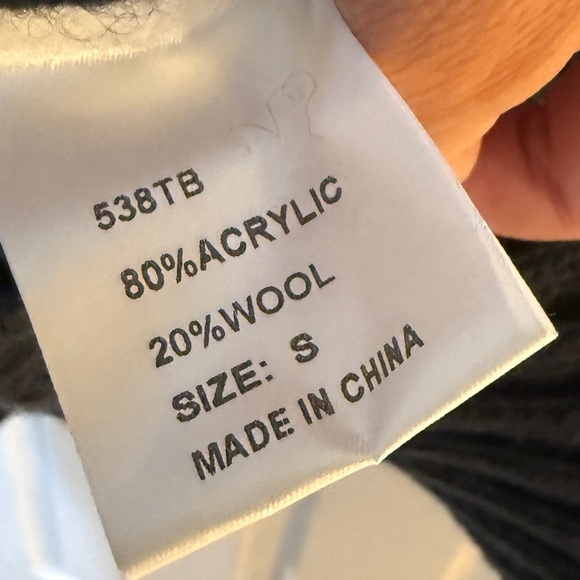 538TB
80%ACRYLIC
20%WOOL
SIZE: S
MADE IN CHINA